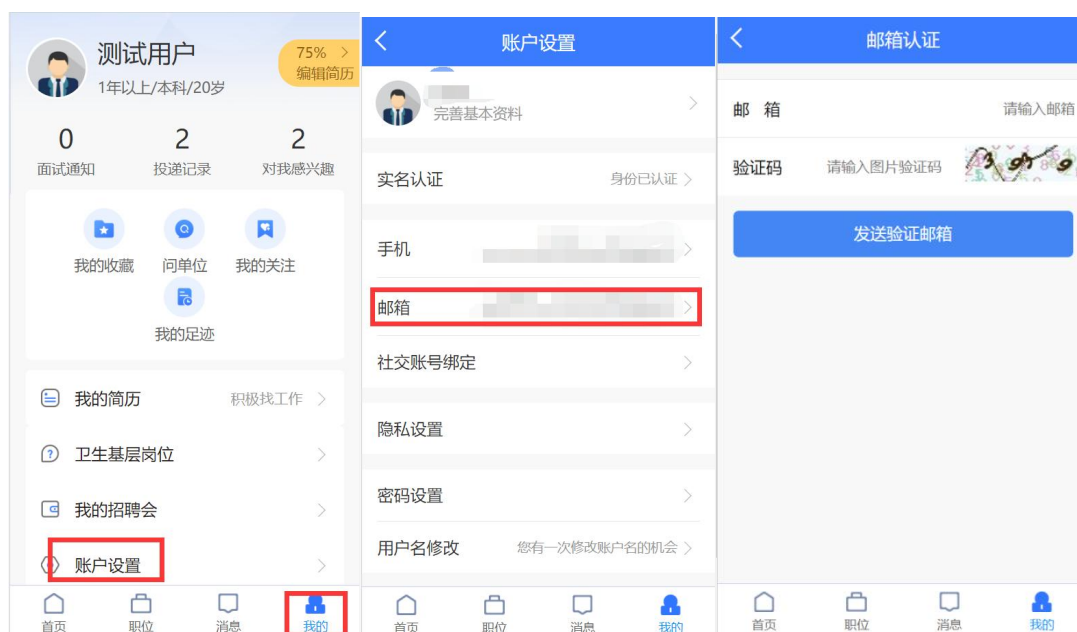 测试用户
75%
编辑简历
1年以上/本科/20岁
0 2 2
面试通知 投递记录 对我感兴趣
我的收藏 问单位 我的关注
我的足迹
我的简历 积极找工作
卫生基层岗位
我的招聘会
账户设置
首页 职位 消息 我的
账户设置
完善基本资料
实名认证 身份已认证
手机
邮箱
社交账号绑定
隐私设置
密码设置
用户名修改 您有一次修改账户名的机会
首页 职位 消息 我的
邮箱认证
邮 箱 请输入邮箱
验证码 请输入图片验证码
发送验证邮箱
首页 职位 消息 我的